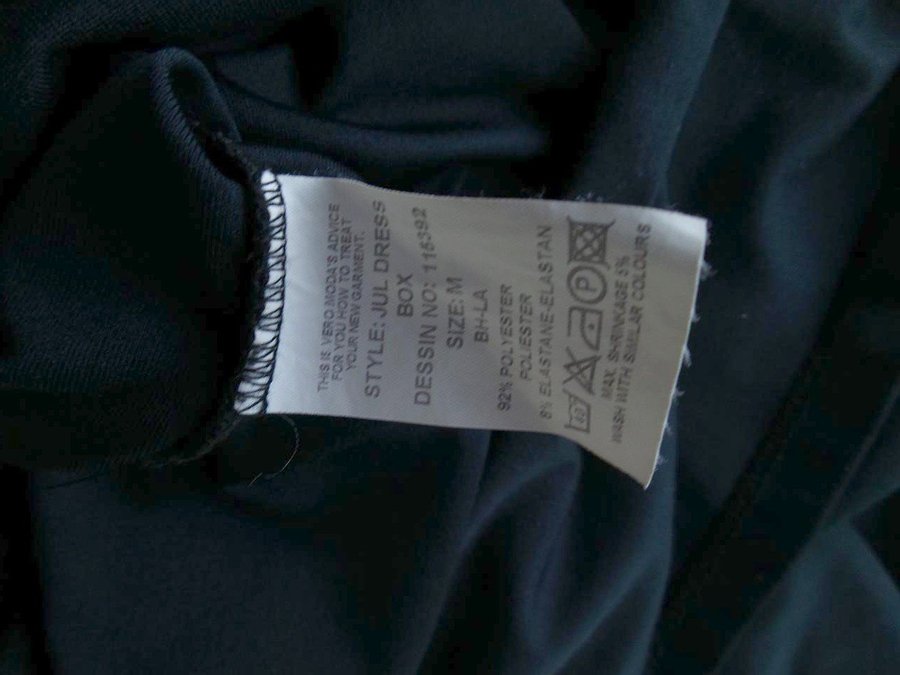 THIS IS VERO MODA'S ADVICE
FOR YOU HOW TO TREAT
YOUR NEW GARMENT.
STYLE: JUL DRESS
BOX
DESSIN NO: 116392
SIZE: M
BH-LA
92% POLYESTER
POLYESTER
8% ELASTANE-ELASTAN
P
MAX. SHRINKAGE 5%
WASH WITH SIMILAR COLOURS